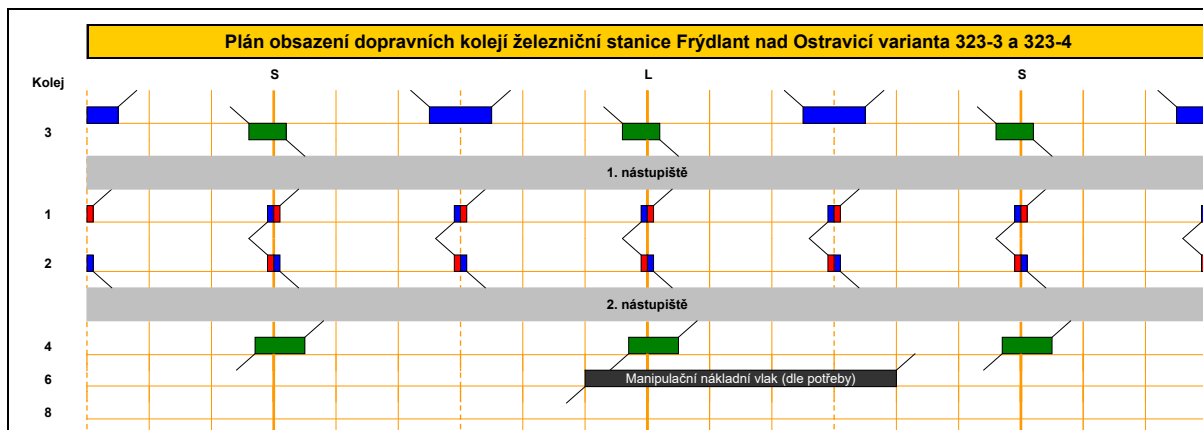 Plán obsazení dopravních kolejí železniční stanice Frýdlant nad Ostravicí varianta 323-3 a 323-4
S L S
Kolej
3
1. nástupiště
1
2
2. nástupiště
4
6 Manipulační nákladní vlak (dle potřeby)
8